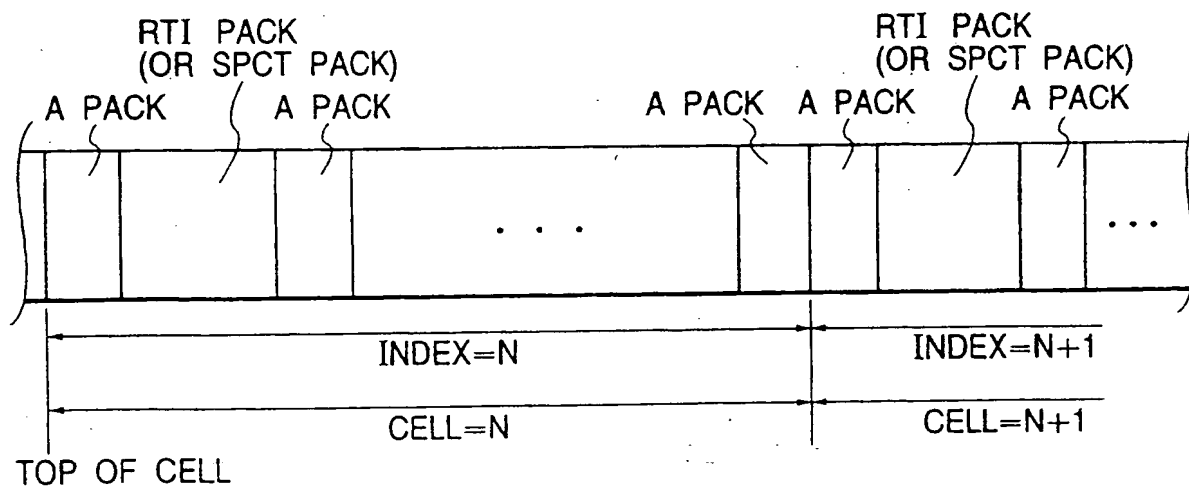 RTI PACK
(OR SPCT PACK)
RTI PACK
(OR SPCT PACK)
A PACK
A PACK
A PACK
A PACK
A PACK
. . .
...
INDEX=N
INDEX=N+1
CELL=N
CELL=N+1
TOP OF CELL